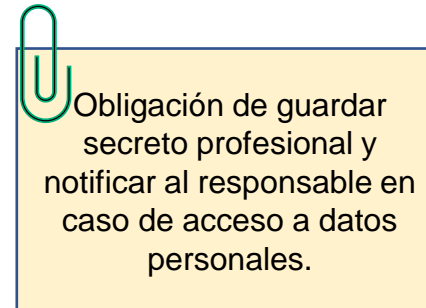 Obligación de guardar
secreto profesional y
notificar al responsable en
caso de acceso a datos
personales.